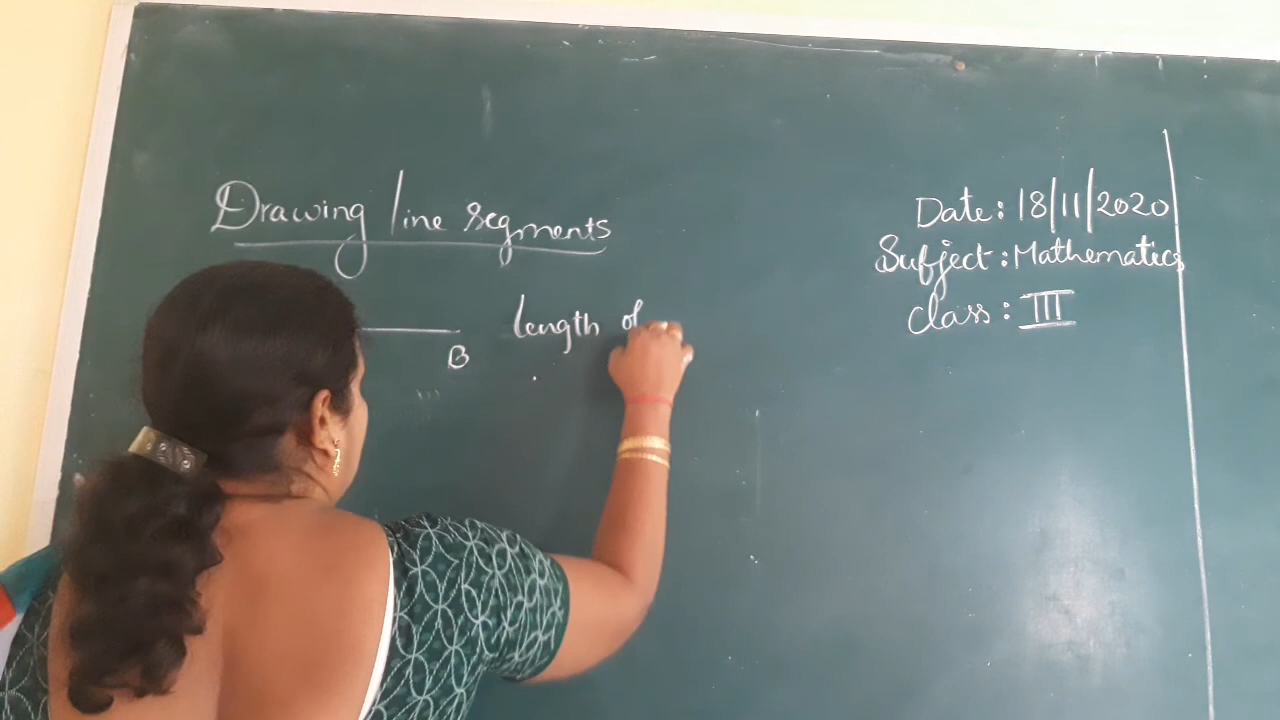 Drawing line segments
B
length of
Date: 18/11/2020
Subject: Mathematics
class: III